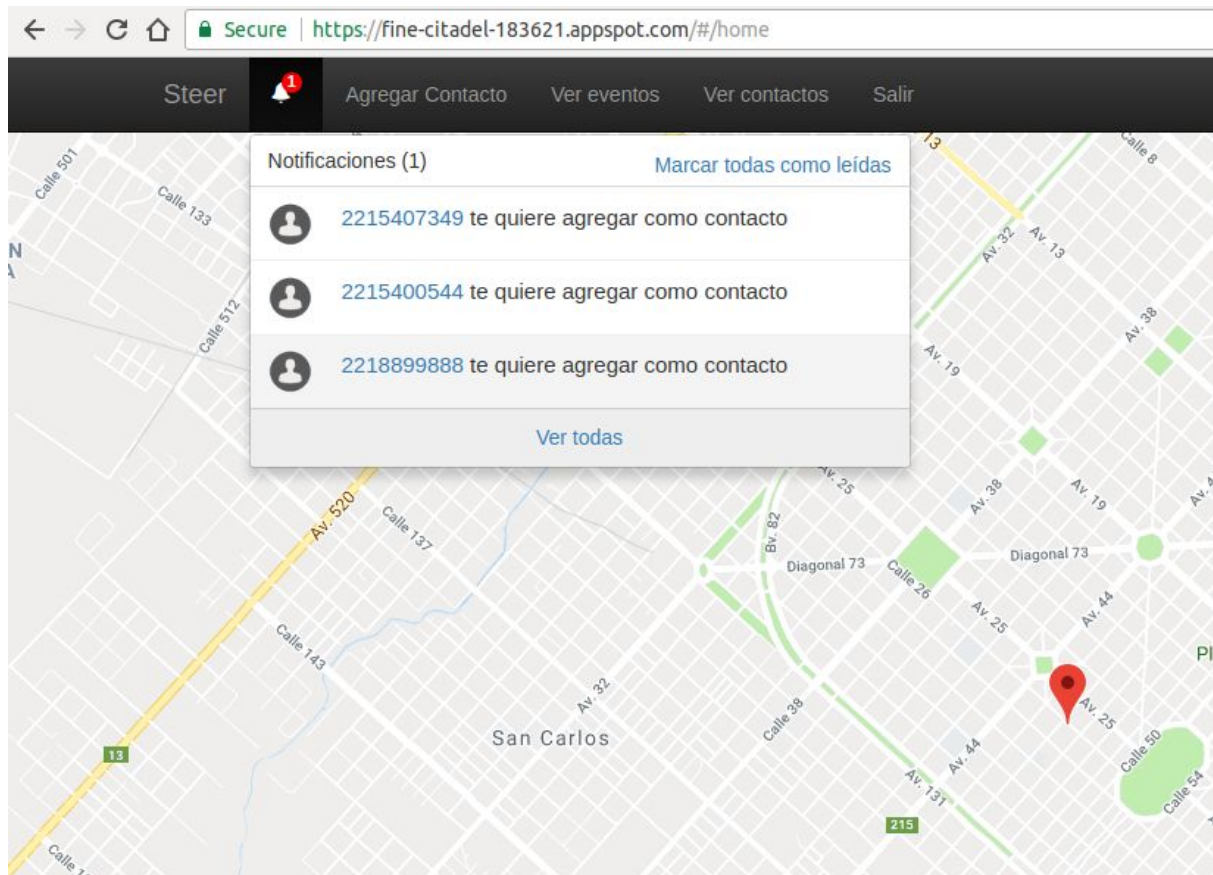 Secure | https://fine-citadel-183621.appspot.com/#/home
Steer 1 Agregar Contacto Ver eventos Ver contactos Salir
Notificaciones (1) Marcar todas como leídas
2215407349 te quiere agregar como contacto
2215400544 te quiere agregar como contacto
2218899888 te quiere agregar como contacto
Ver todas
Calle 501
Calle 133
13
Calle 8
N
A
Calle 512
Av. 32
Av. 13
Av. 38
Av. 19
Av. 520
Calle 137
Av. 25
Bv. 82
Av. 38
Av. 19
Diagonal 73
Calle 26
Diagonal 73
Av. 25
Av. 44
Calle 143
Av. 32
Pl
San Carlos
Calle 38
Av. 25
Av. 44
Calle 50
13
Av. 131
Calle 54
215
Calle